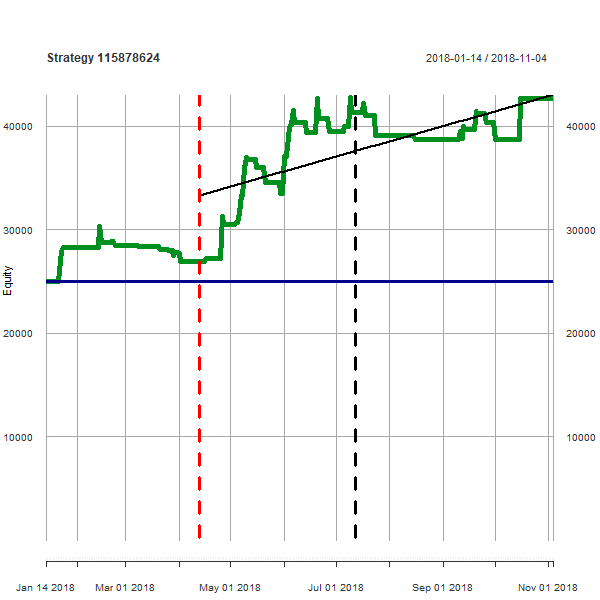 Strategy 115878624
2018-01-14 / 2018-11-04
40000
40000
30000
30000
Equity
20000
20000
10000
10000
Jan 14 2018
Mar 01 2018
May 01 2018
Jul 01 2018
Sep 01 2018
Nov 01 2018